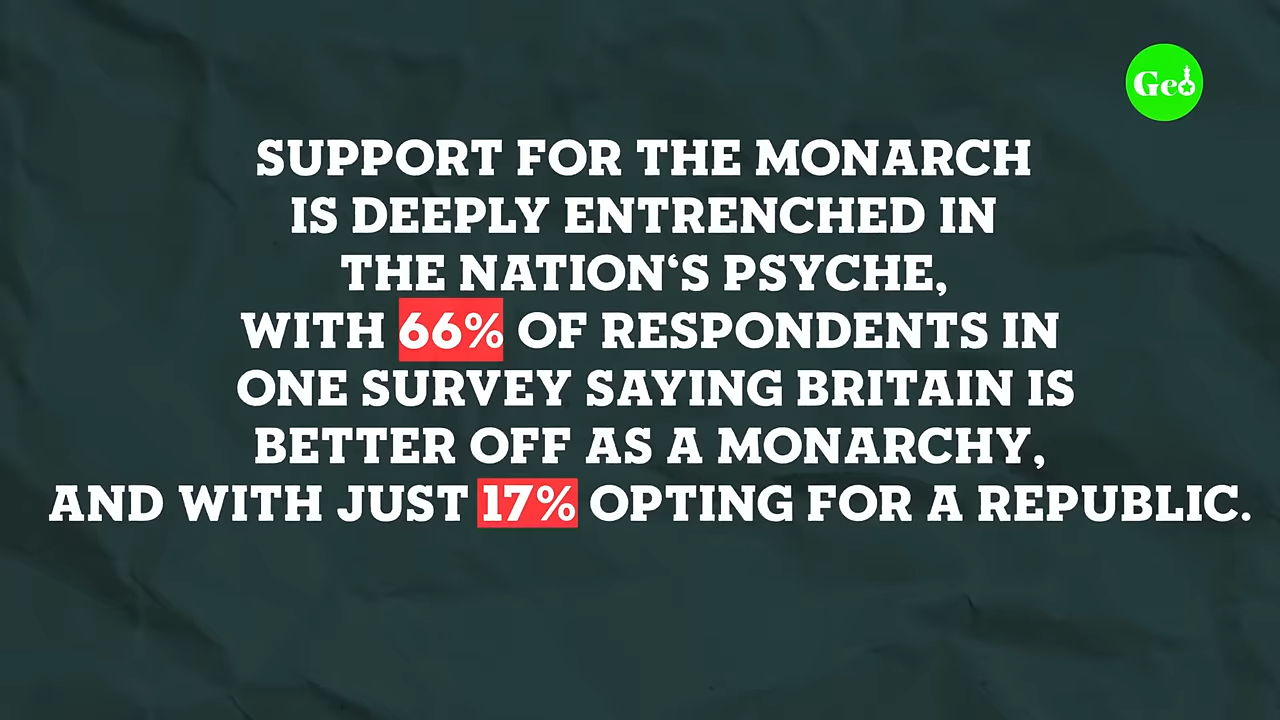 Geo
SUPPORT FOR THE MONARCH
IS DEEPLY ENTRENCHED IN
THE NATION‘S PSYCHE,
WITH 66% OF RESPONDENTS IN
ONE SURVEY SAYING BRITAIN IS
BETTER OFF AS A MONARCHY,
AND WITH JUST 17% OPTING FOR A REPUBLIC.